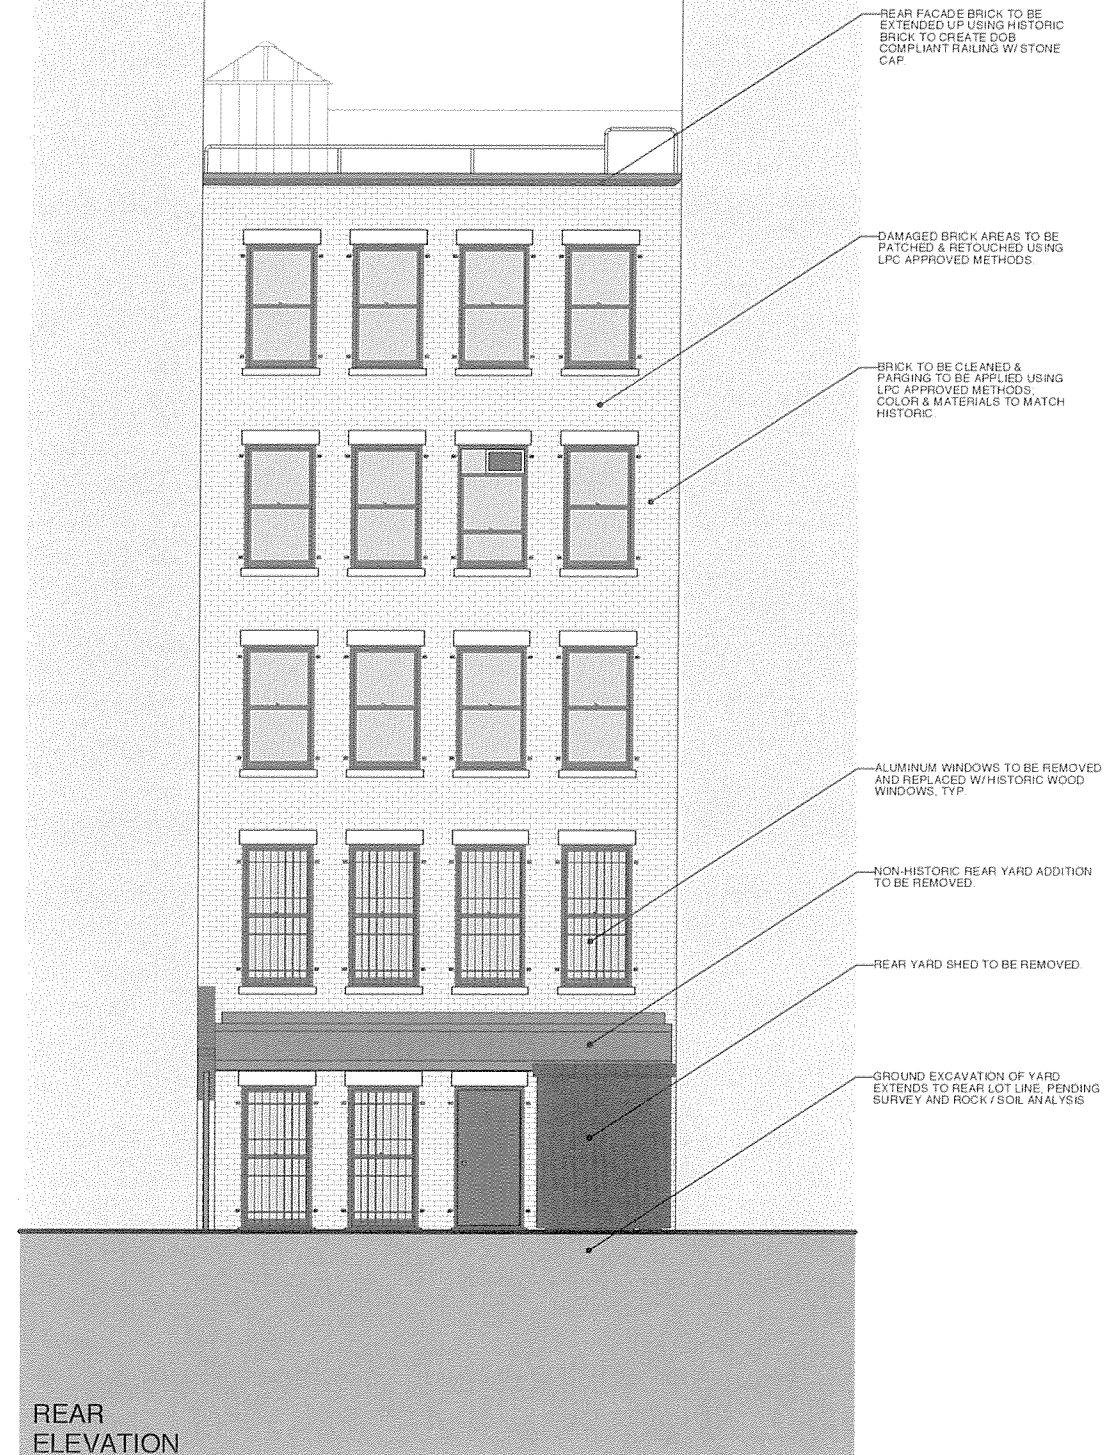 REAR FACADE BRICK TO BE
EXTENDED UP USING HISTORIC
BRICK TO CREATE DOB
COMPLIANT RAILING W/ STONE
CAP.
DAMAGED BRICK AREAS TO BE
PATCHED & RETOUCHED USING
LPC APPROVED METHODS.
BRICK TO BE CLEANED &
PARGING TO BE APPLIED USING
LPC APPROVED METHODS;
COLOR & MATERIALS TO MATCH
HISTORIC.
ALUMINUM WINDOWS TO BE REMOVED
AND REPLACED W/ HISTORIC WOOD
WINDOWS, TYP.
NON-HISTORIC REAR YARD ADDITION
TO BE REMOVED.
REAR YARD SHED TO BE REMOVED.
GROUND EXCAVATION OF YARD
EXTENDS TO REAR LOT LINE, PENDING
SURVEY AND ROCK / SOIL ANALYSIS
REAR
ELEVATION